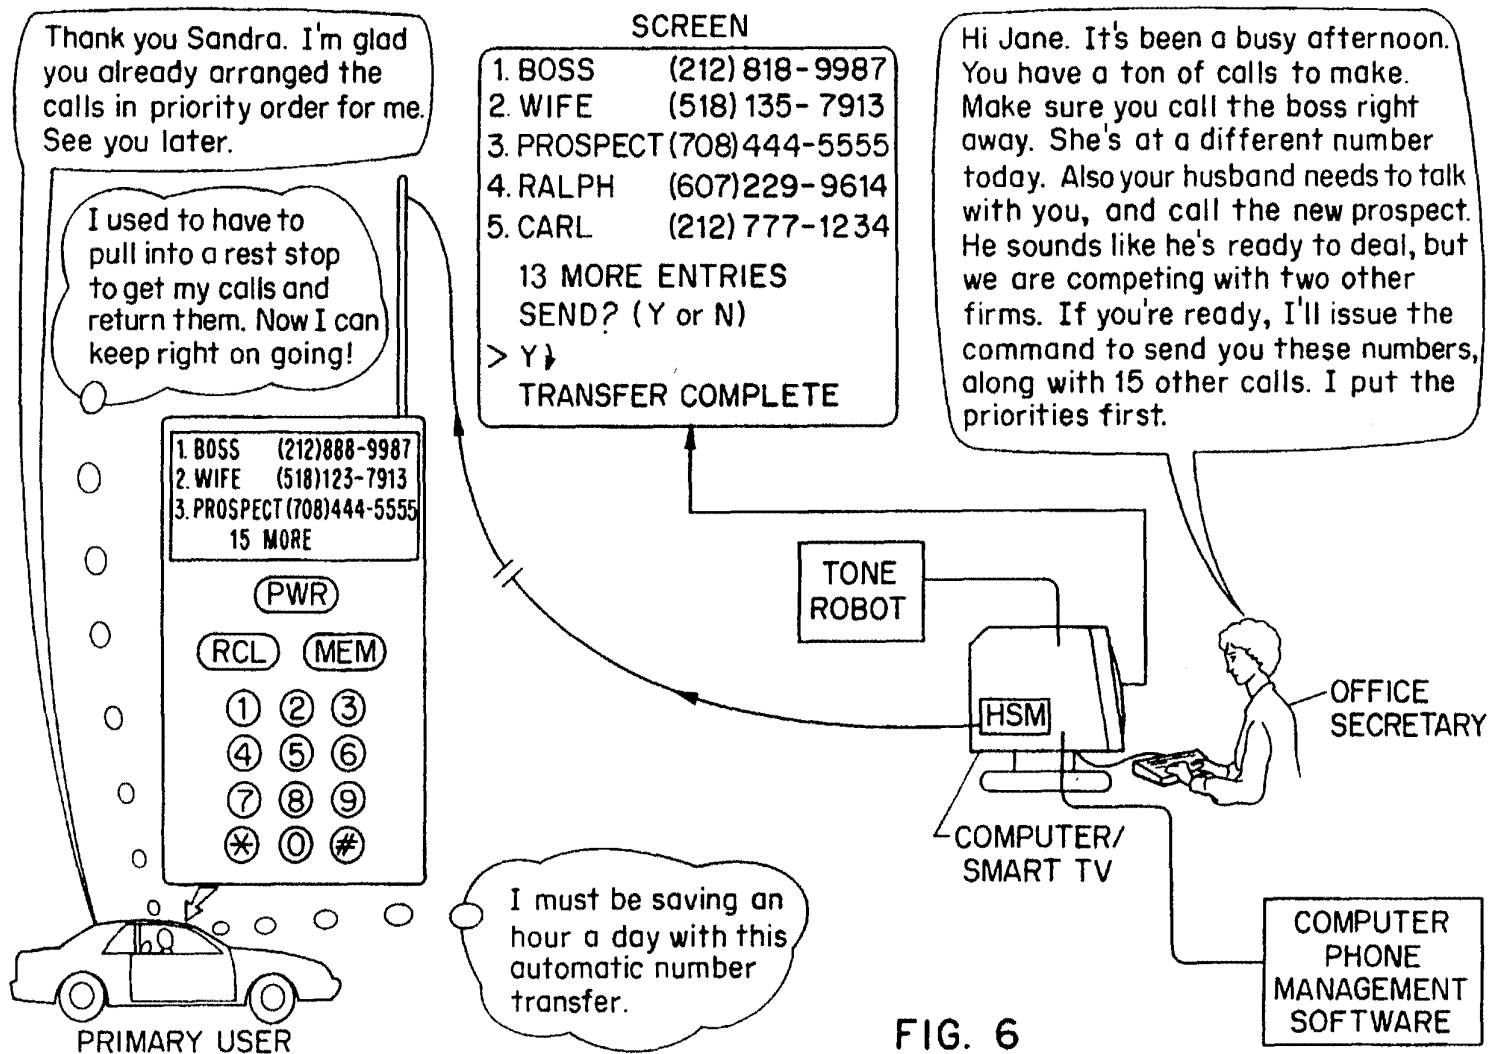 Thank you Sandra. I'm glad
you already arranged the
calls in priority order for me.
See you later.
I used to have to
pull into a rest stop
to get my calls and
return them. Now I can
keep right on going!
SCREEN
1. BOSS (212) 818-9987
2. WIFE (518) 135-7913
3. PROSPECT (708) 444-5555
4. RALPH (607) 229-9614
5. CARL (212) 777-1234
13 MORE ENTRIES
SEND? (Y or N)
> Y
TRANSFER COMPLETE
Hi Jane. It's been a busy afternoon.
You have a ton of calls to make.
Make sure you call the boss right
away. She's at a different number
today. Also your husband needs to talk
with you, and call the new prospect.
He sounds like he's ready to deal, but
we are competing with two other
firms. If you're ready, I'll issue the
command to send you these numbers,
along with 15 other calls. I put the
priorities first.
1. BOSS (212)888-9987
2. WIFE (518)123-7913
3. PROSPECT (708)444-5555
15 MORE
PWR
RCL MEM
1 2 3
4 5 6
7 8 9
* 0 #
TONE
ROBOT
HSM
OFFICE
SECRETARY
COMPUTER/
SMART TV
I must be saving an
hour a day with this
automatic number
transfer.
COMPUTER
PHONE
MANAGEMENT
SOFTWARE
PRIMARY USER
FIG. 6